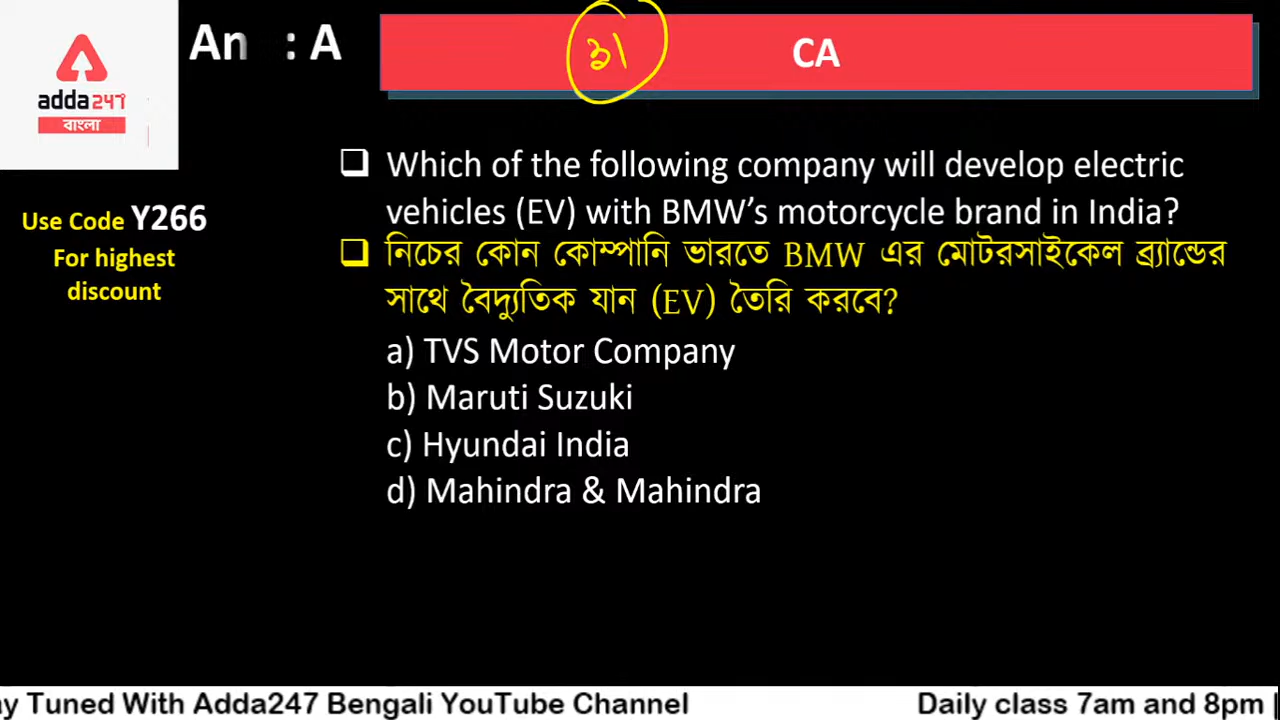 An : A
১৷
CA
adda247
বাংলা
Which of the following company will develop electric
vehicles (EV) with BMW’s motorcycle brand in India?
Use Code Y266
For highest
discount
নিচের কোন কোম্পানি ভারতে BMW এর মোটরসাইকেল ব্র্যান্ডের
সাথে বৈদ্যুতিক যান (EV) তৈরি করবে?
a) TVS Motor Company
b) Maruti Suzuki
c) Hyundai India
d) Mahindra & Mahindra
Tuned With Adda247 Bengali YouTube Channel
Daily class 7am and 8pm